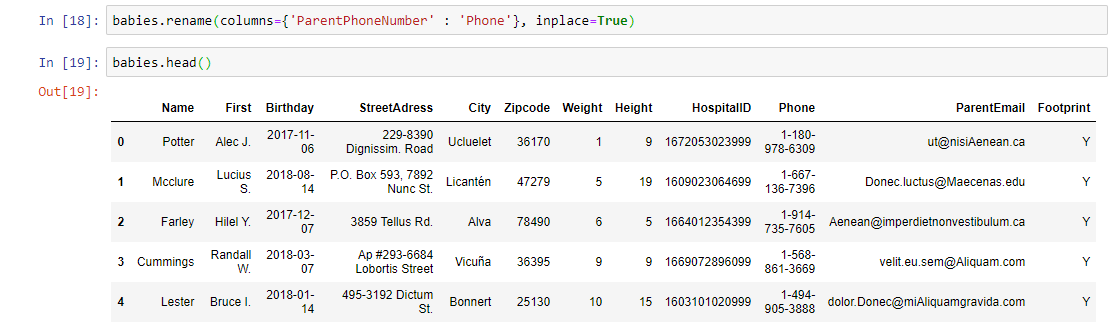 In [18]: babies.rename(columns={'ParentPhoneNumber' : 'Phone'}, inplace=True)
In [19]: babies.head()
Out[19]:
Name First Birthday StreetAdress City Zipcode Weight Height HospitalID Phone ParentEmail Footprint
0 Potter Alec J. 2017-11-06 229-8390 Dignissim. Road Ucluelet 36170 1 9 1672053023999 1-180-978-6309 ut@nisiAenean.ca Y
1 Mcclure Lucius S. 2018-08-14 P.O. Box 593, 7892 Nunc St. Licantén 47279 5 19 1609023064699 1-667-136-7396 Donec.luctus@Maecenas.edu Y
2 Farley Hilel Y. 2017-12-07 3859 Tellus Rd. Alva 78490 6 5 1664012354399 1-914-735-7605 Aenean@imperdietnonvestibulum.ca Y
3 Cummings Randall W. 2018-03-07 Ap #293-6684 Lobortis Street Vicuña 36395 9 9 1669072896099 1-568-861-3669 velit.eu.sem@Aliquam.com Y
4 Lester Bruce I. 2018-01-14 495-3192 Dictum St. Bonnert 25130 10 15 1603101020999 1-494-905-3888 dolor.Donec@miAliquamgravida.com Y